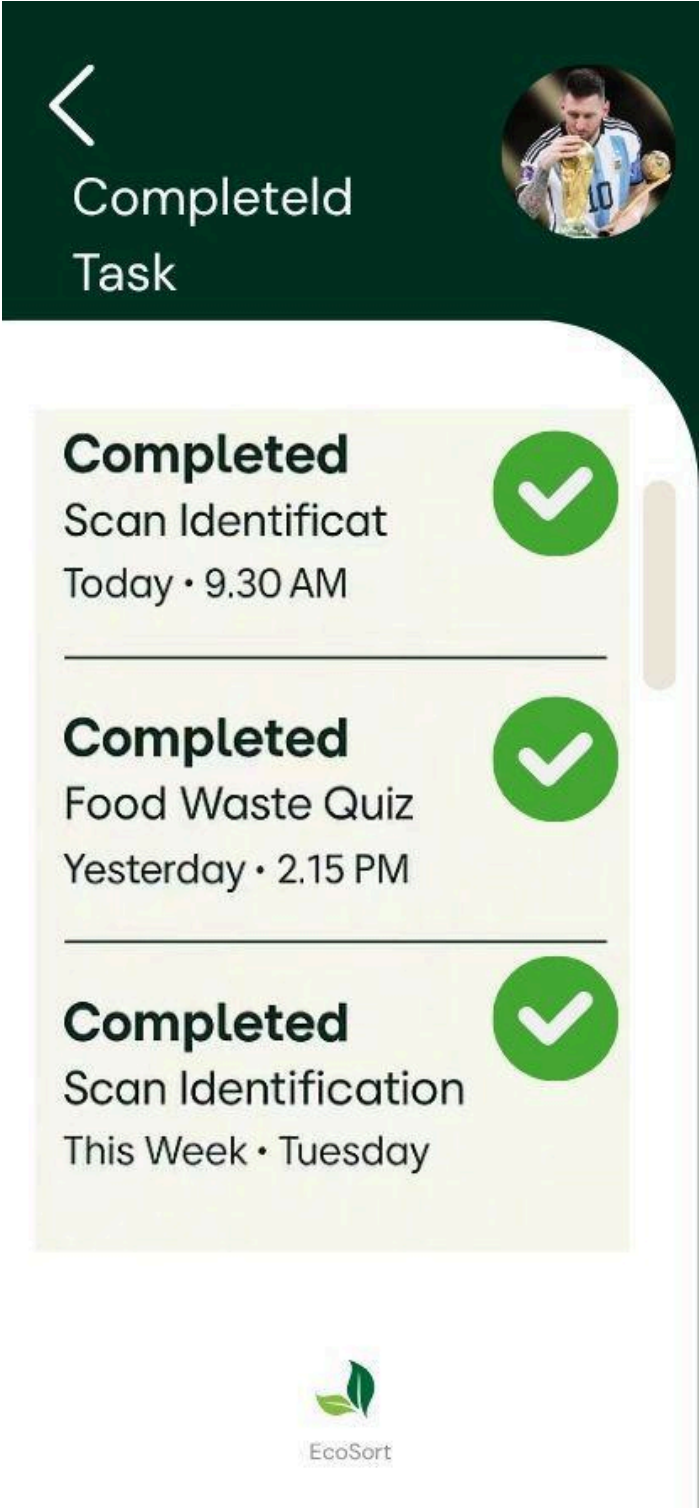 Completeld
Task
10
Completed
Scan Identificat
Today • 9.30 AM
Completed
Food Waste Quiz
Yesterday • 2.15 PM
Completed
Scan Identification
This Week • Tuesday
EcoSort